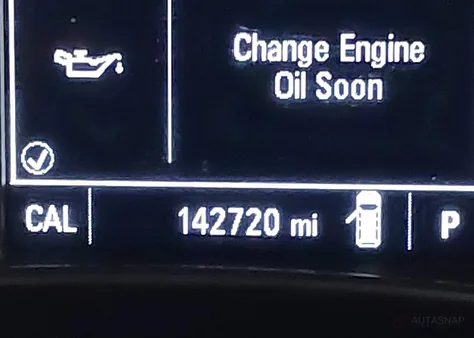 Change Engine
Oil Soon
CAL 142720 mi P
AUTASNAP